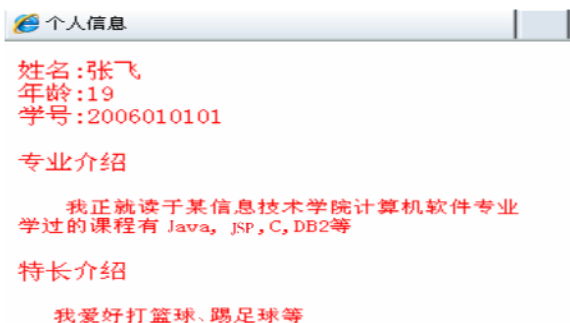 个人信息
姓名:张飞
年龄:19
学号:2006010101
专业介绍
我正就读于某信息技术学院计算机软件专业
学过的课程有 Java, JSP,C,DB2等
特长介绍
我爱好打篮球、踢足球等